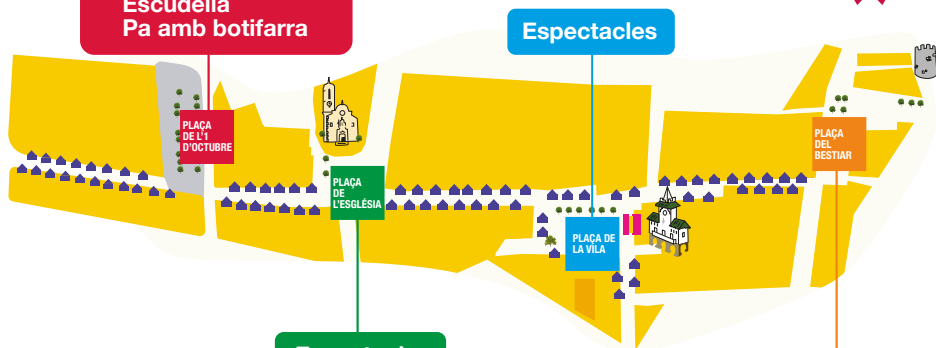 Escudella
Pa amb botifarra
Espectacles
PLAÇA
DE L'1
D'OCTUBRE
PLAÇA
DEL
BESTIAR
PLAÇA
DE
L'ESGLÉSIA
PLAÇA DE
LA VILA